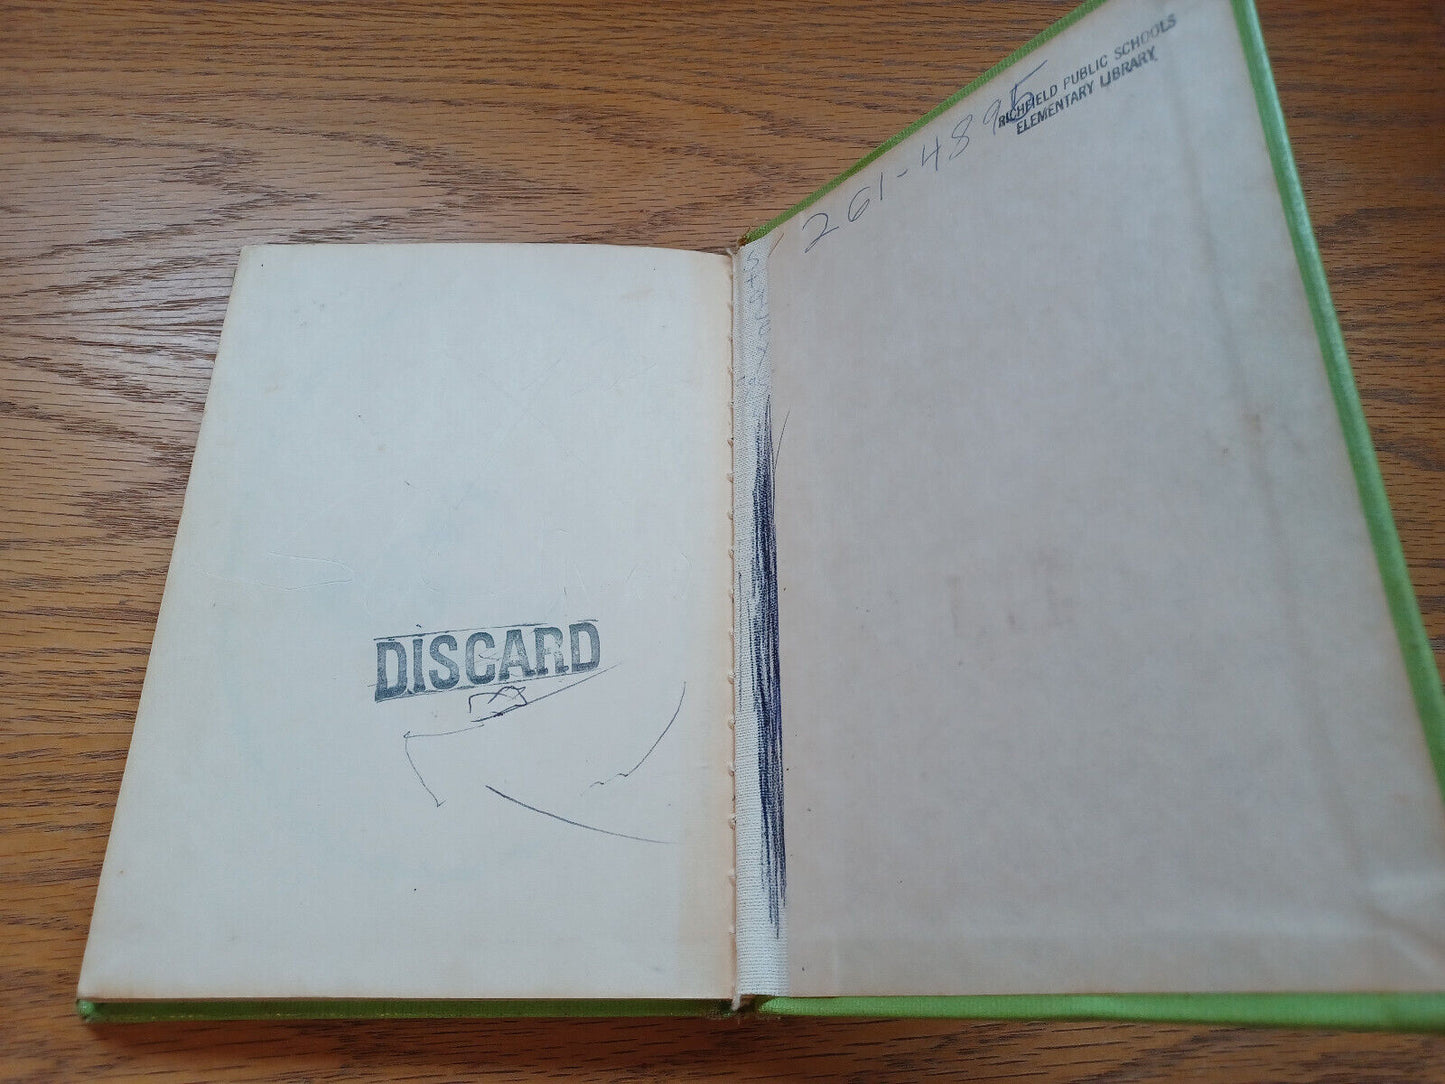 DISCARD
RICHFIELD PUBLIC SCHOOLS
ELEMENTARY LIBRARY
261-4895